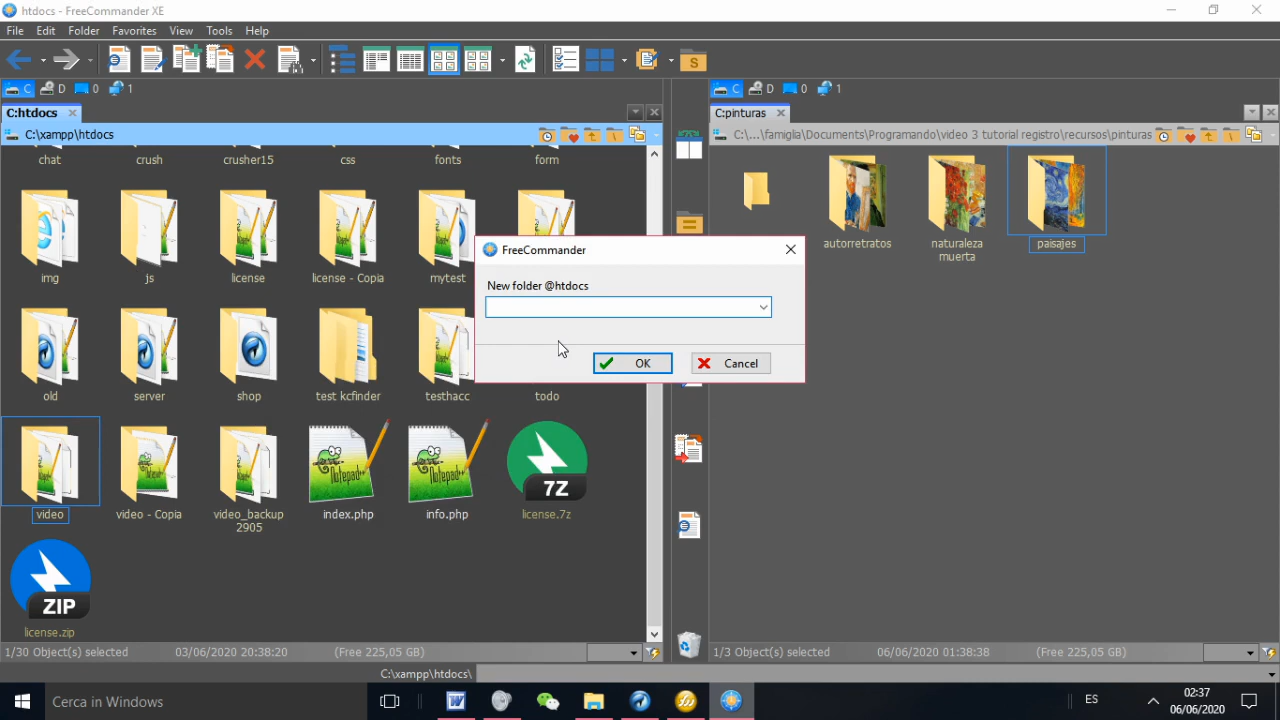 htdocs - FreeCommander XE
File Edit Folder Favorites View Tools Help
S
C D 0 1
C D 0 1
C:htdocs
C:pinturas
C:\xampp\htdocs
C:\...\famiglia\Documents\Programando\video 3 tutorial registro\recursos\pinturas
chat crush crusher15 css fonts form
img js license license - Copia mytest
autorretratos naturaleza muerta paisajes
FreeCommander
New folder @htdocs
OK Cancel
old server shop test kcfinder testhacc todo
Notepad++ Notepad++ 7Z
video video - Copia video_backup 2905 index.php info.php license.7z
ZIP
license.zip
1/30 Object(s) selected 03/06/2020 20:38:20 (Free 225,05 GB)
1/3 Object(s) selected 06/06/2020 01:38:38 (Free 225,05 GB)
C:\xampp\htdocs\
Cerca in Windows
ES
02:37
06/06/2020